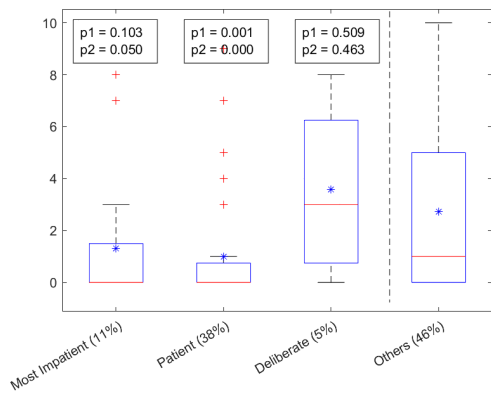 p1 = 0.103
p2 = 0.050
p1 = 0.001
p2 = 0.000
p1 = 0.509
p2 = 0.463
10
8
6
4
2
0
Most Impatient (11%)
Patient (38%)
Deliberate (5%)
Others (46%)